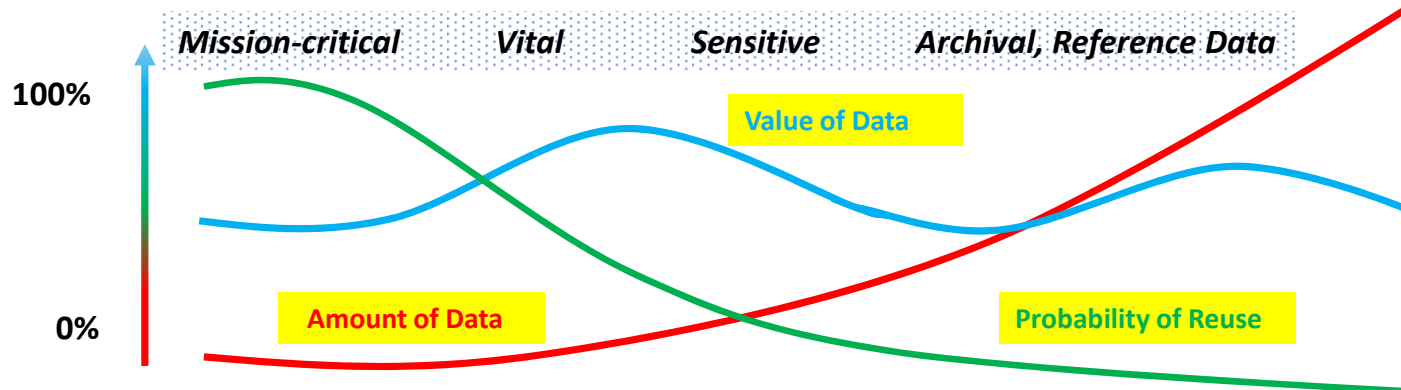 Mission-critical Vital Sensitive Archival, Reference Data
100%
Value of Data
Amount of Data
Probability of Reuse
0%